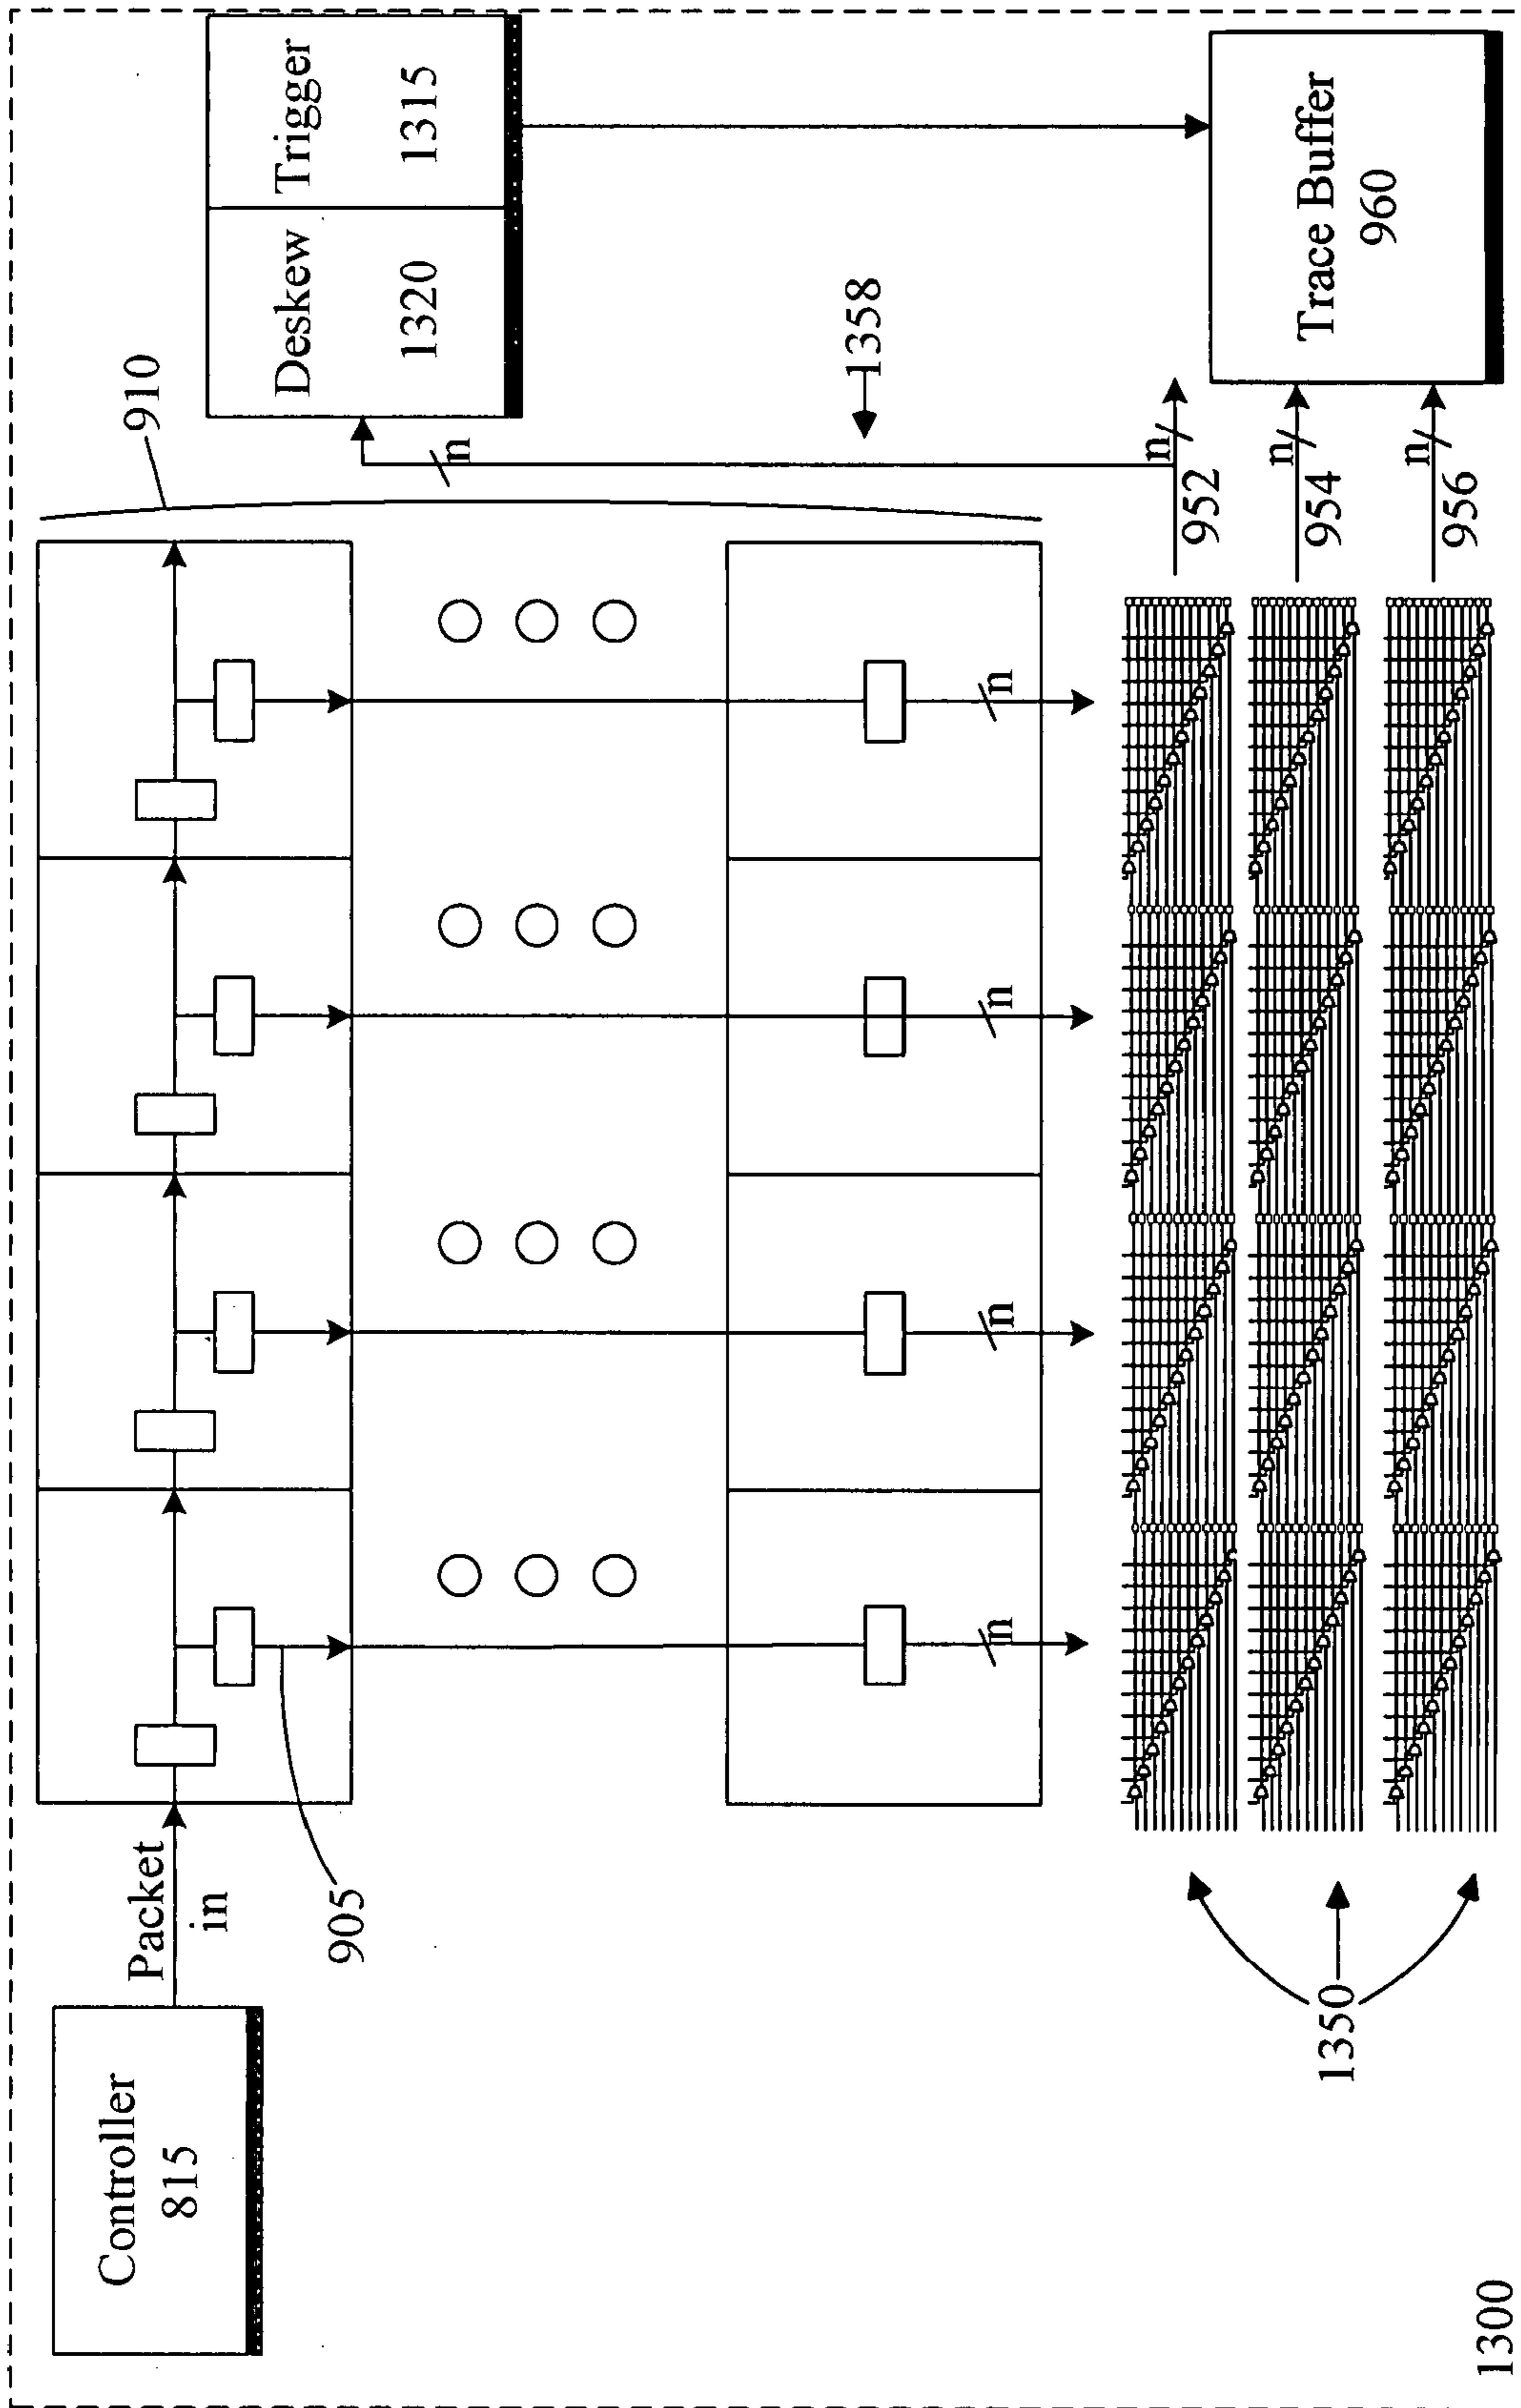 Controller
815
Packet
in
905
910
Deskew
1320
Trigger
1315
n
1358
n
n
n
n
n
952
n
954
n
956
Trace Buffer
960
1350
1300